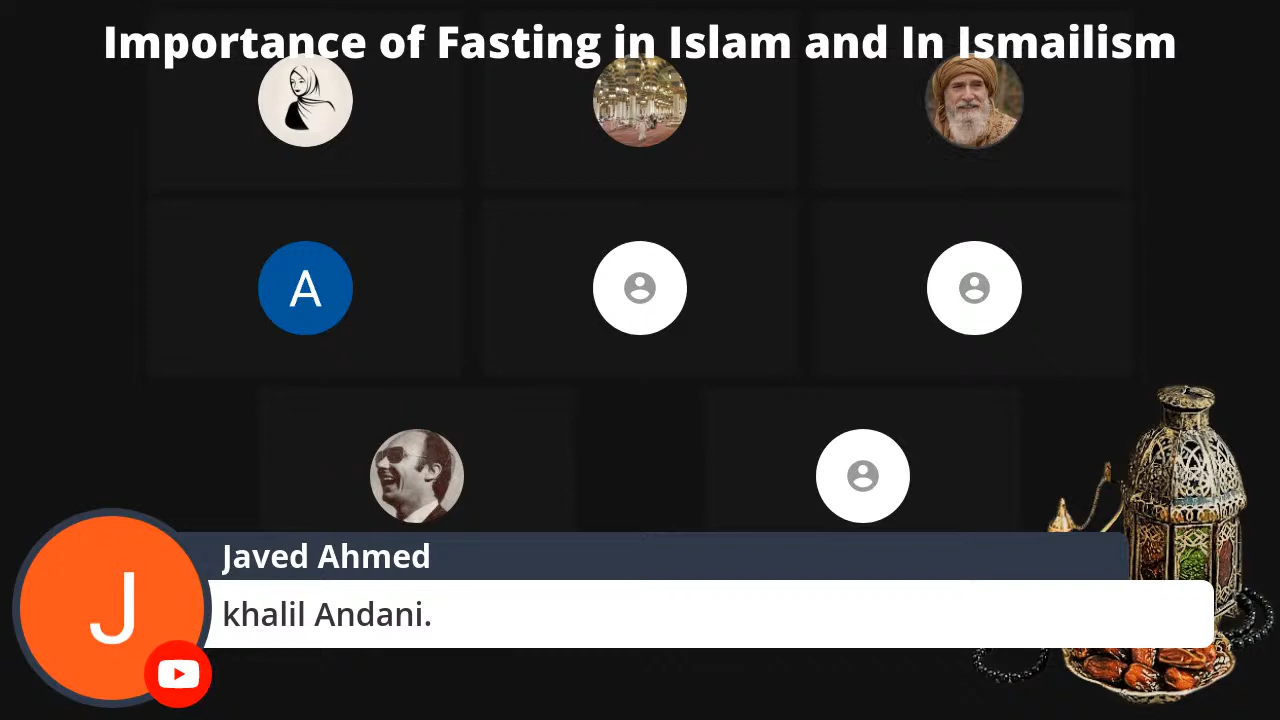 Importance of Fasting in Islam and In Ismailism
A
J
Javed Ahmed
khalil Andani.